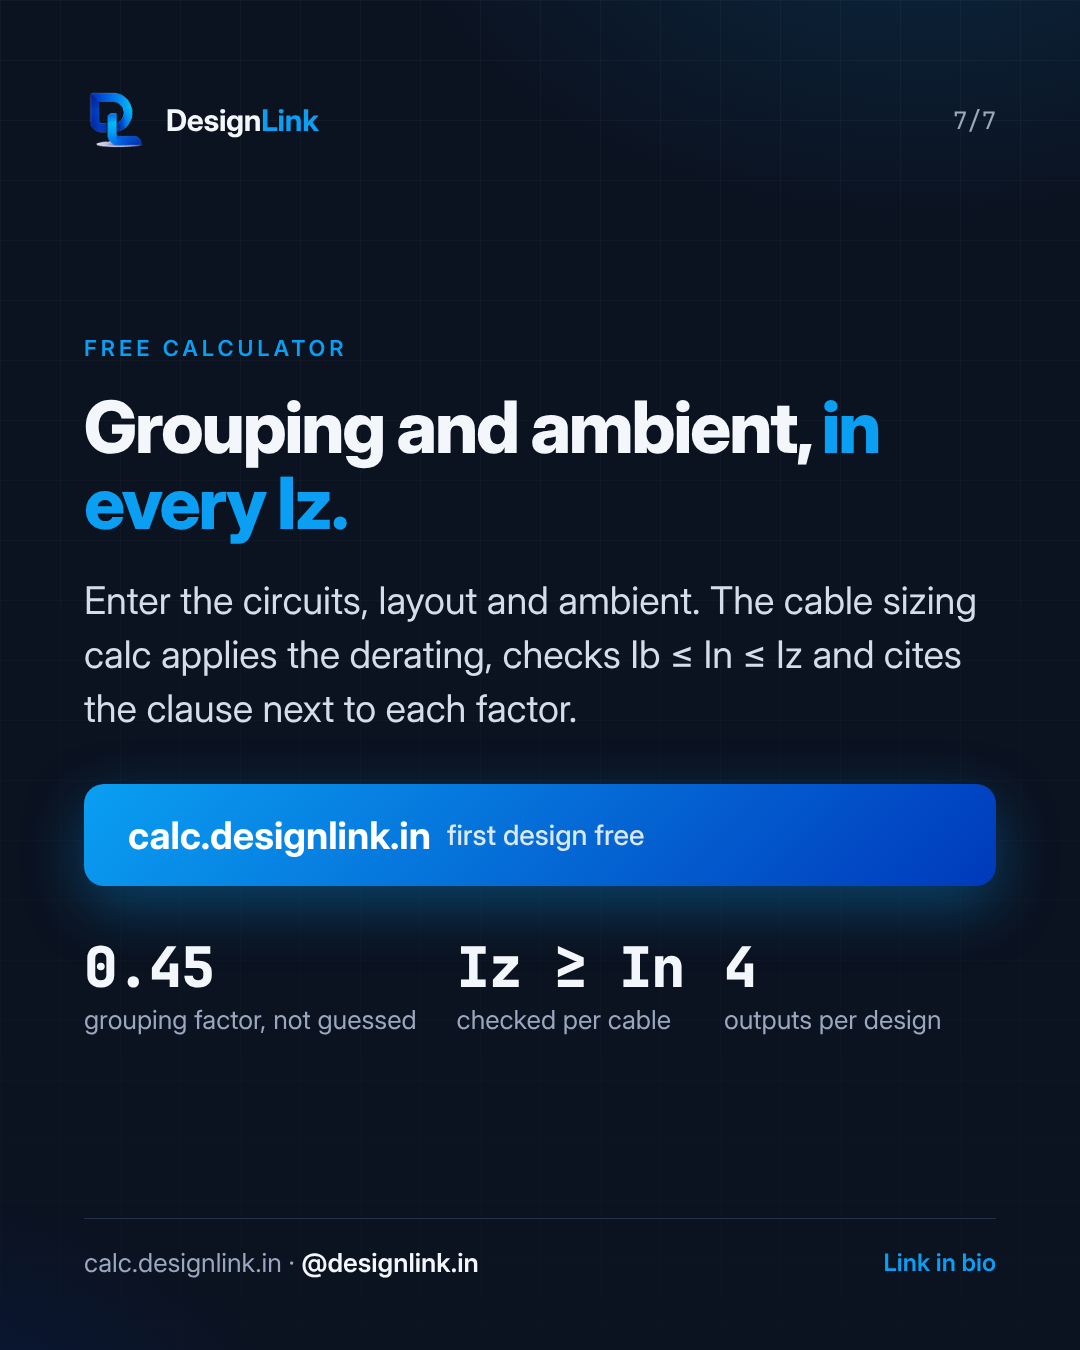 DesignLink
7/7
FREE CALCULATOR
Grouping and ambient, in
every Iz.
Enter the circuits, layout and ambient. The cable sizing
calc applies the derating, checks Ib ≤ In ≤ Iz and cites
the clause next to each factor.
calc.designlink.in first design free
0.45 Iz ≥ In 4
grouping factor, not guessed checked per cable outputs per design
calc.designlink.in · @designlink.in
Link in bio